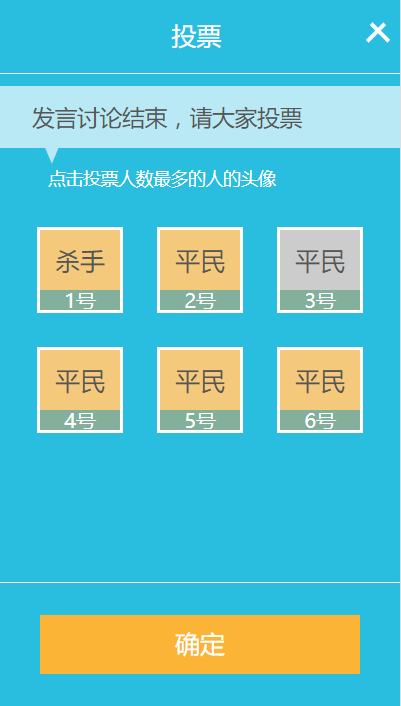 投票
×
发言讨论结束，请大家投票
点击投票人数最多的人的头像
杀手 平民 平民
1号 2号 3号
平民 平民 平民
4号 5号 6号
确定